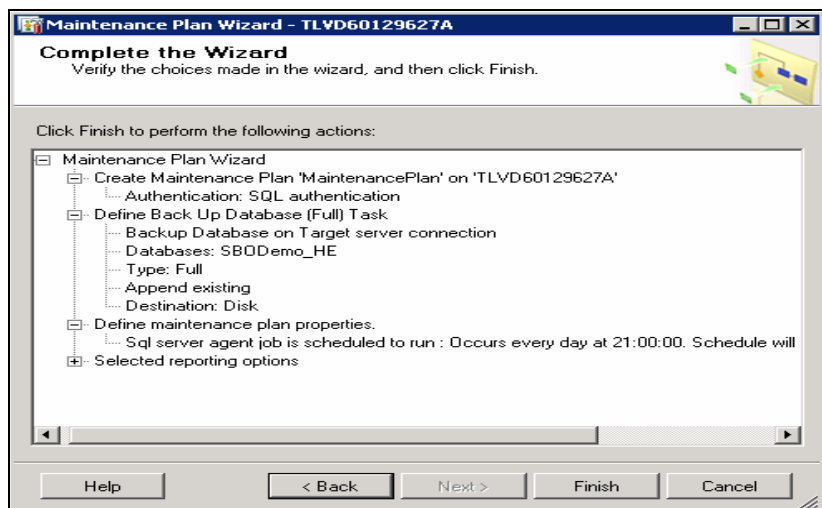 Maintenance Plan Wizard - TLVD60129627A
Complete the Wizard
Verify the choices made in the wizard, and then click Finish.
Click Finish to perform the following actions:
Maintenance Plan Wizard
Create Maintenance Plan 'MaintenancePlan' on 'TLVD60129627A'
Authentication: SQL authentication
Define Back Up Database (Full) Task
Backup Database on Target server connection
Databases: SBODemo_HE
Type: Full
Append existing
Destination: Disk
Define maintenance plan properties.
Sql server agent job is scheduled to run : Occurs every day at 21:00:00. Schedule will
Selected reporting options
Help
< Back
Next >
Finish
Cancel